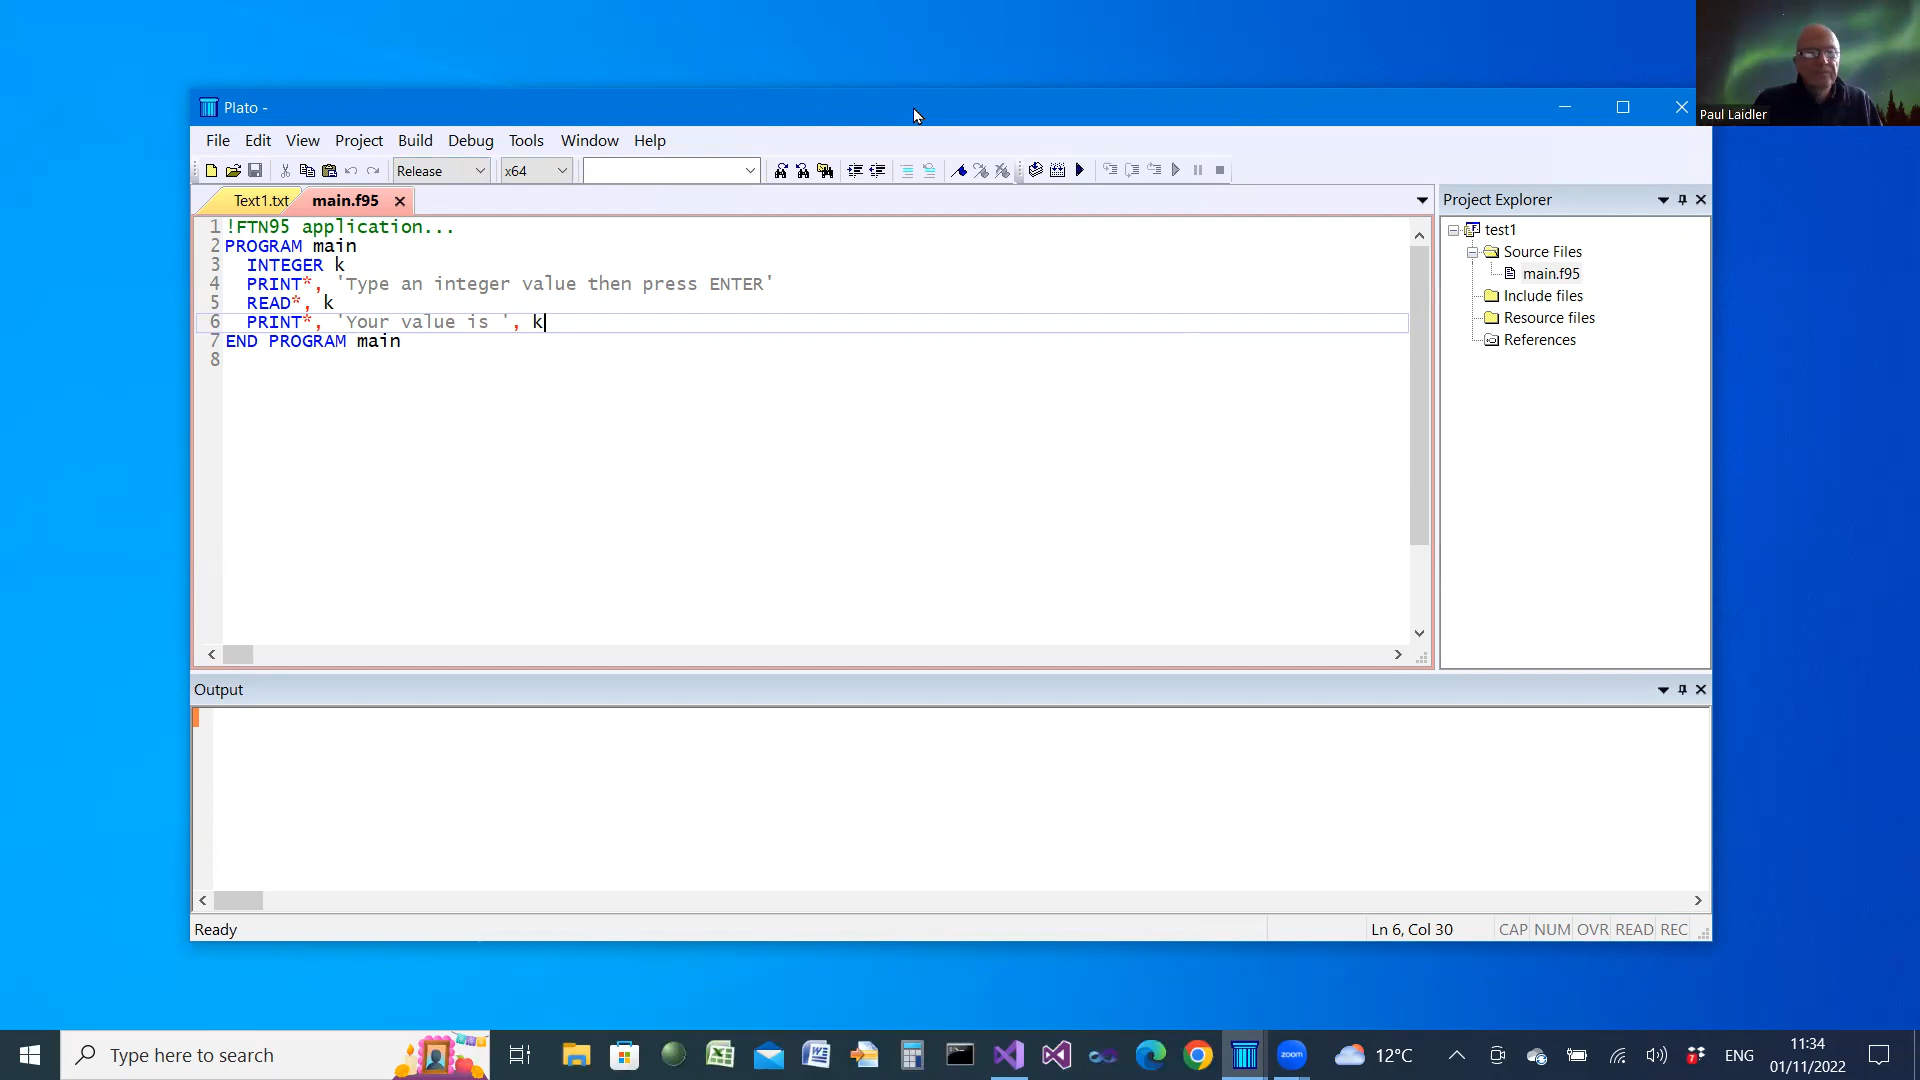 Paul Laidler
Plato -
File Edit View Project Build Debug Tools Window Help
Release x64
Text1.txt main.f95
1 !FTN95 application...
2 PROGRAM main
3 INTEGER k
4 PRINT*, 'Type an integer value then press ENTER'
5 READ*, k
6 PRINT*, 'Your value is ', k
7 END PROGRAM main
8
Project Explorer
test1
Source Files
main.f95
Include files
Resource files
References
Output
Ready Ln 6, Col 30 CAP NUM OVR READ REC
Type here to search
zoom
12°C
ENG
11:34
01/11/2022